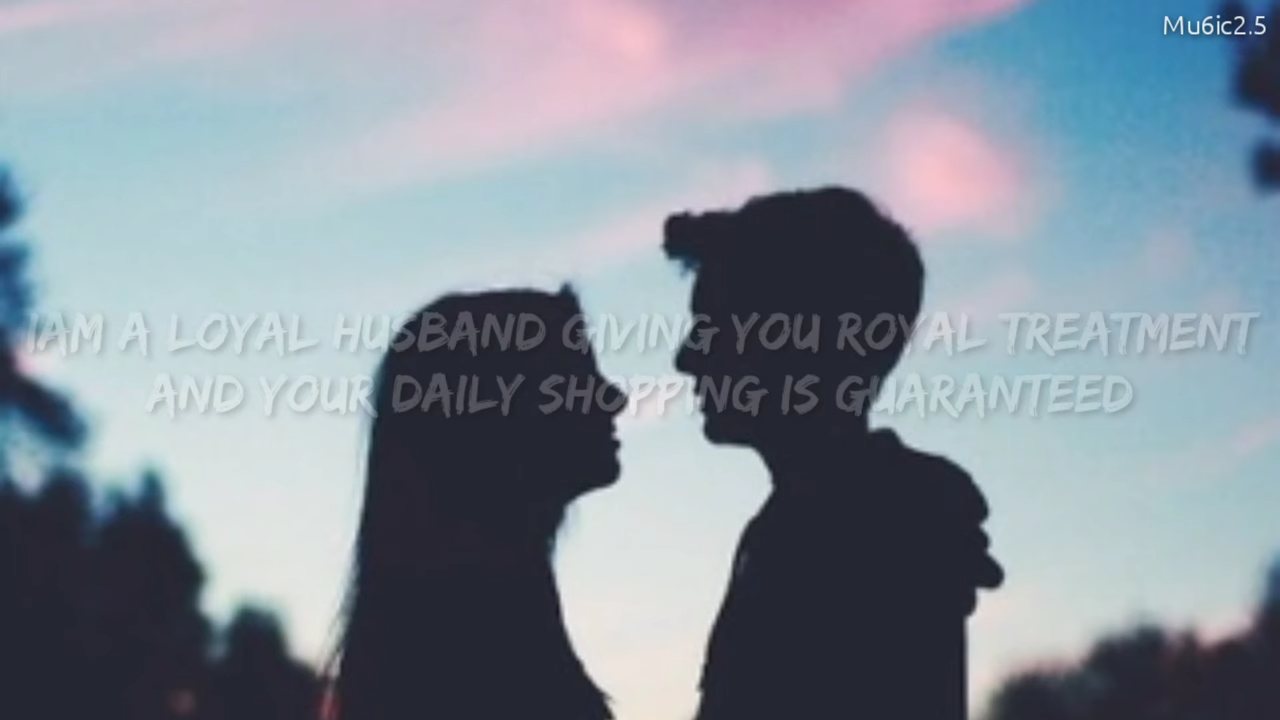 Mu6ic2.5
IAM A LOYAL HUSBAND GIVING YOU ROYAL TREATMENT
AND YOUR DAILY SHOPPING IS GUARANTEED